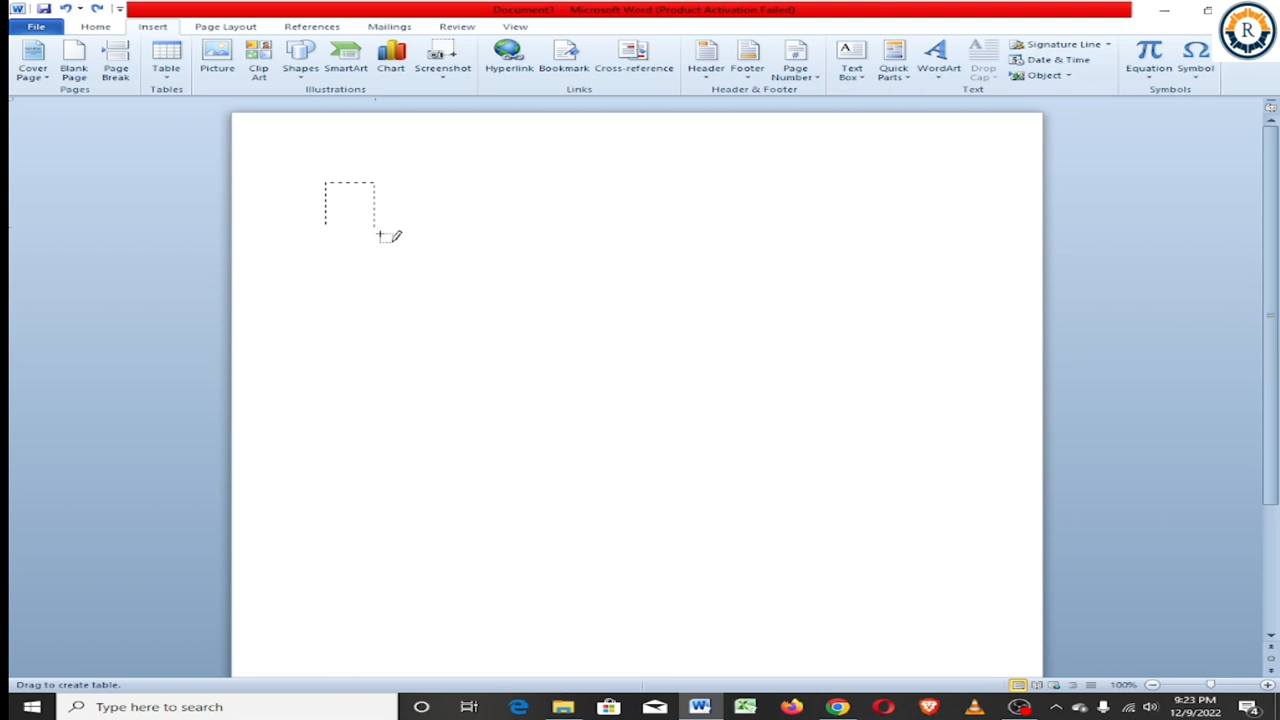 Document1 - Microsoft Word (Product Activation Failed)
File Home Insert Page Layout References Mailings Review View
Cover Page Blank Page Page Break Table Picture Clip Art Shapes SmartArt Chart Screenshot Hyperlink Bookmark Cross-reference Header Footer Page Number Text Box Quick Parts WordArt Drop Cap Signature Line Date & Time Object Equation Symbol
Pages Tables Illustrations Links Header & Footer Text Symbols
R
Drag to create table. 100%
Type here to search 9:23 PM
12/9/2022 4